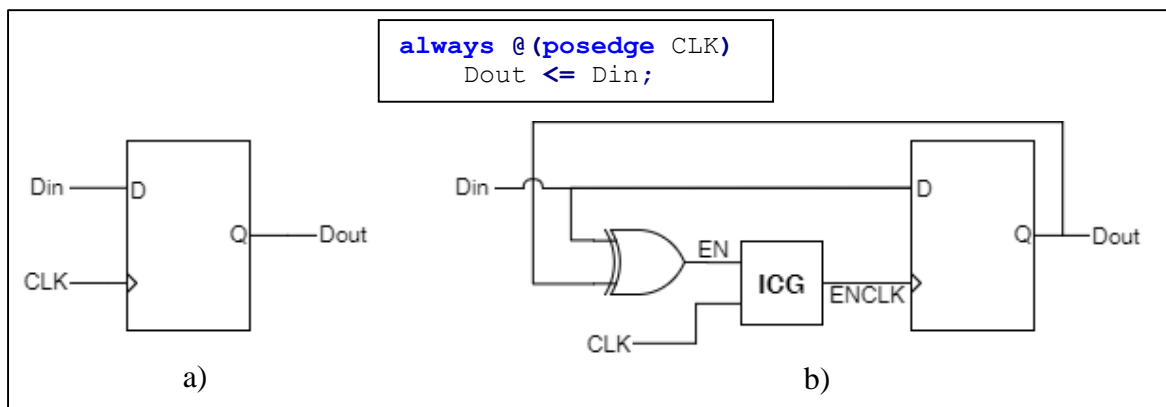 always @(posedge CLK)
Dout <= Din;
Din
D
Q
Dout
CLK
a)
Din
D
Q
Dout
EN
ICG
ENCLK
CLK
b)